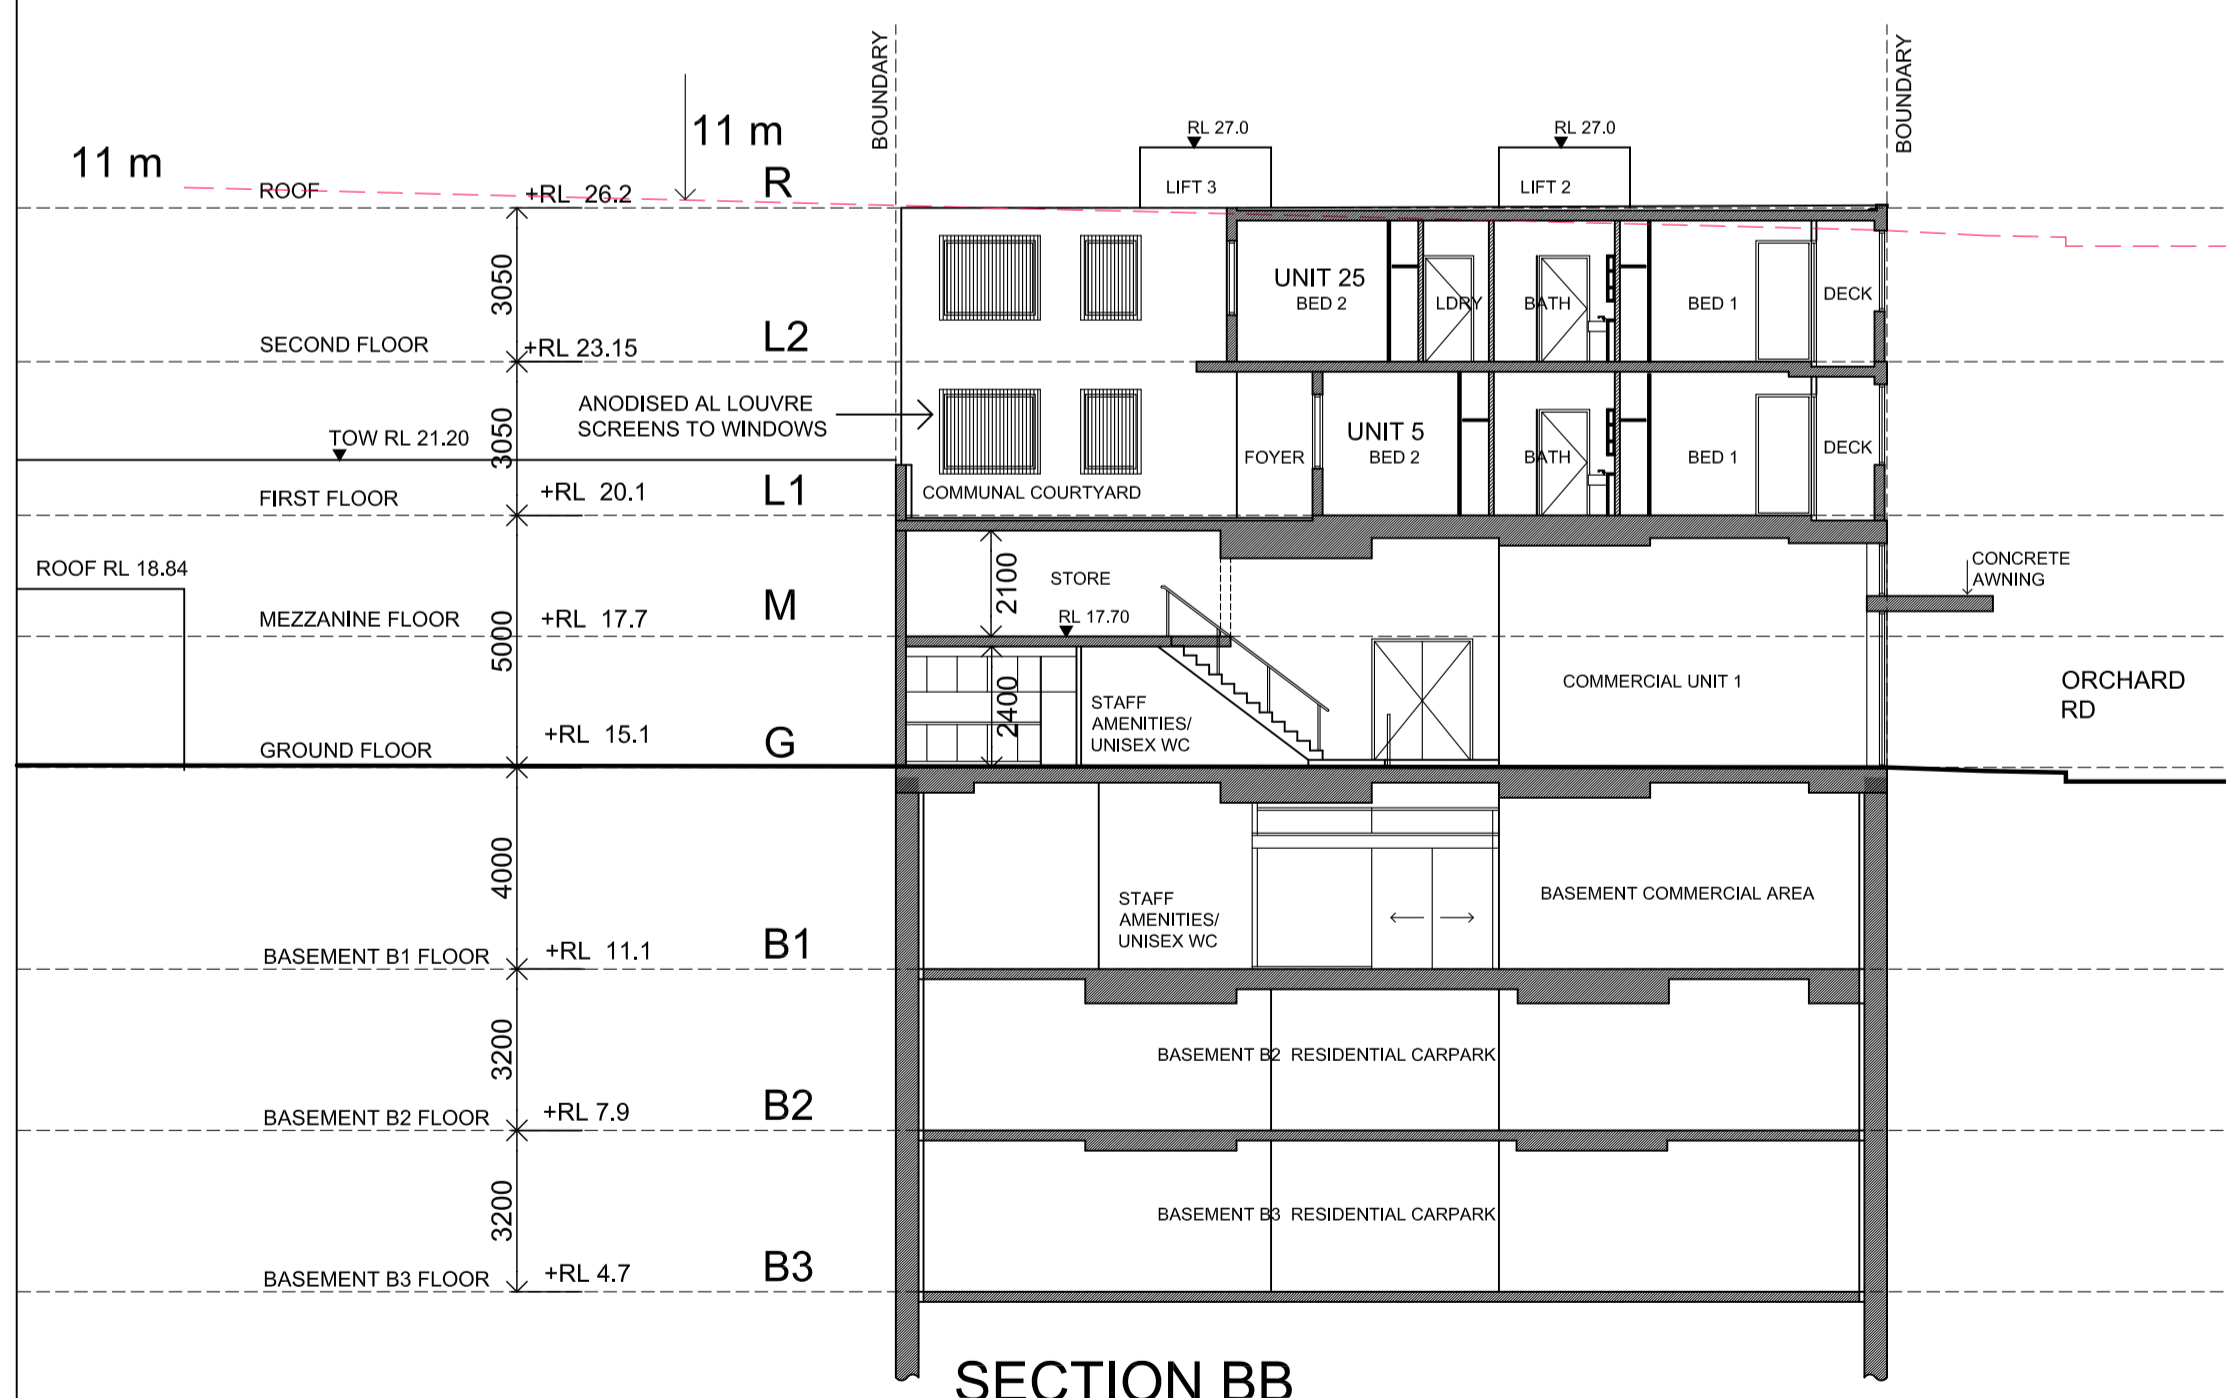 BOUNDARY
BOUNDARY
11 m
11 m
RL 27.0
RL 27.0
ROOF
+RL 26.2
R
LIFT 3
LIFT 2
3050
UNIT 25
BED 2
LDRY
BATH
BED 1
DECK
SECOND FLOOR
+RL 23.15
L2
ANODISED AL LOUVRE
SCREENS TO WINDOWS
TOW RL 21.20
3050
FOYER
UNIT 5
BED 2
BATH
BED 1
DECK
FIRST FLOOR
+RL 20.1
L1
COMMUNAL COURTYARD
ROOF RL 18.84
2100
STORE
CONCRETE
AWNING
MEZZANINE FLOOR
5000
+RL 17.7
M
RL 17.70
2400
STAFF
AMENITIES/
UNISEX WC
COMMERCIAL UNIT 1
ORCHARD
RD
GROUND FLOOR
+RL 15.1
G
4000
STAFF
AMENITIES/
UNISEX WC
BASEMENT COMMERCIAL AREA
BASEMENT B1 FLOOR
+RL 11.1
B1
3200
BASEMENT B2 RESIDENTIAL CARPARK
BASEMENT B2 FLOOR
+RL 7.9
B2
3200
BASEMENT B3 RESIDENTIAL CARPARK
BASEMENT B3 FLOOR
+RL 4.7
B3
SECTION BB